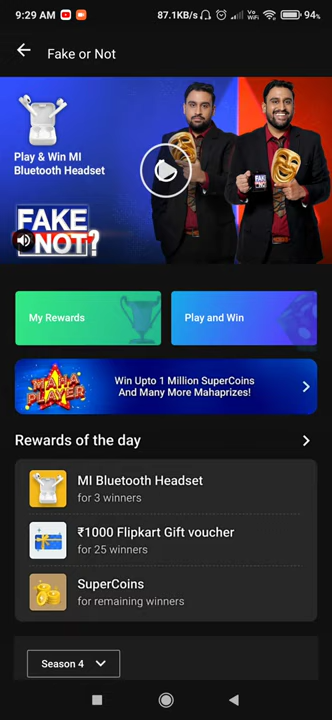 9:29 AM
87.1KB/s
Vo
WiFi
94%
Fake or Not
Play & Win MI
Bluetooth Headset
FAKE
NOT?
My Rewards
Play and Win
MAHA
PLAYER
Win Upto 1 Million SuperCoins
And Many More Mahaprizes!
Rewards of the day
MI Bluetooth Headset
for 3 winners
₹1000 Flipkart Gift voucher
for 25 winners
SuperCoins
for remaining winners
Season 4